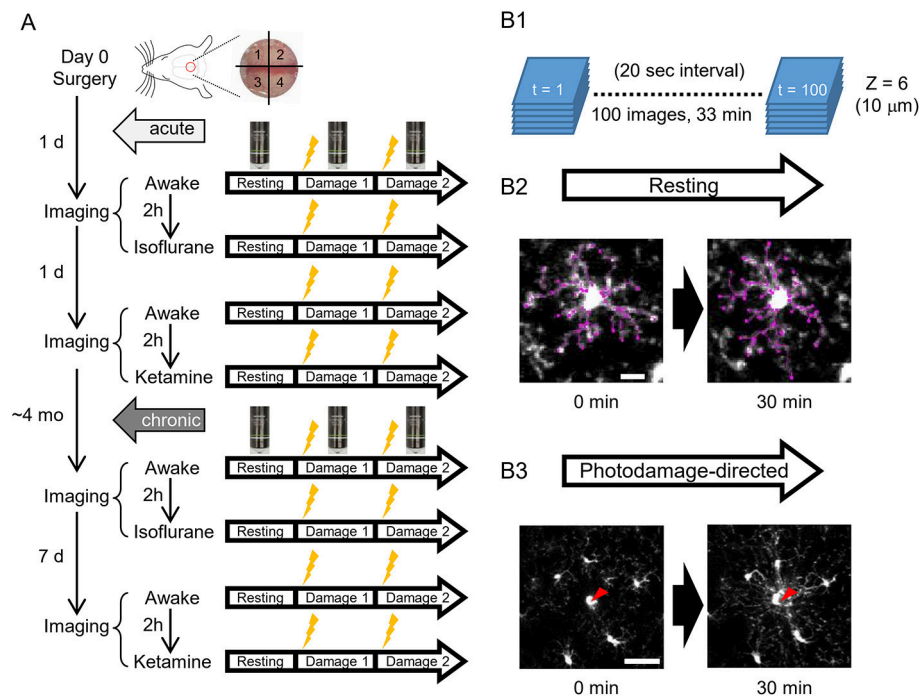 A
Day 0
Surgery
1 2
3 4
acute
1 d
Imaging
Awake
2h
Isoflurane
Resting Damage 1 Damage 2
Resting Damage 1 Damage 2
1 d
Imaging
Awake
2h
Ketamine
Resting Damage 1 Damage 2
Resting Damage 1 Damage 2
~4 mo
chronic
Imaging
Awake
2h
Isoflurane
Resting Damage 1 Damage 2
Resting Damage 1 Damage 2
7 d
Imaging
Awake
2h
Ketamine
Resting Damage 1 Damage 2
Resting Damage 1 Damage 2
B1
t = 1
(20 sec interval)
100 images, 33 min
t = 100
Z = 6
(10 μm)
B2
Resting
0 min
30 min
B3
Photodamage-directed
0 min
30 min